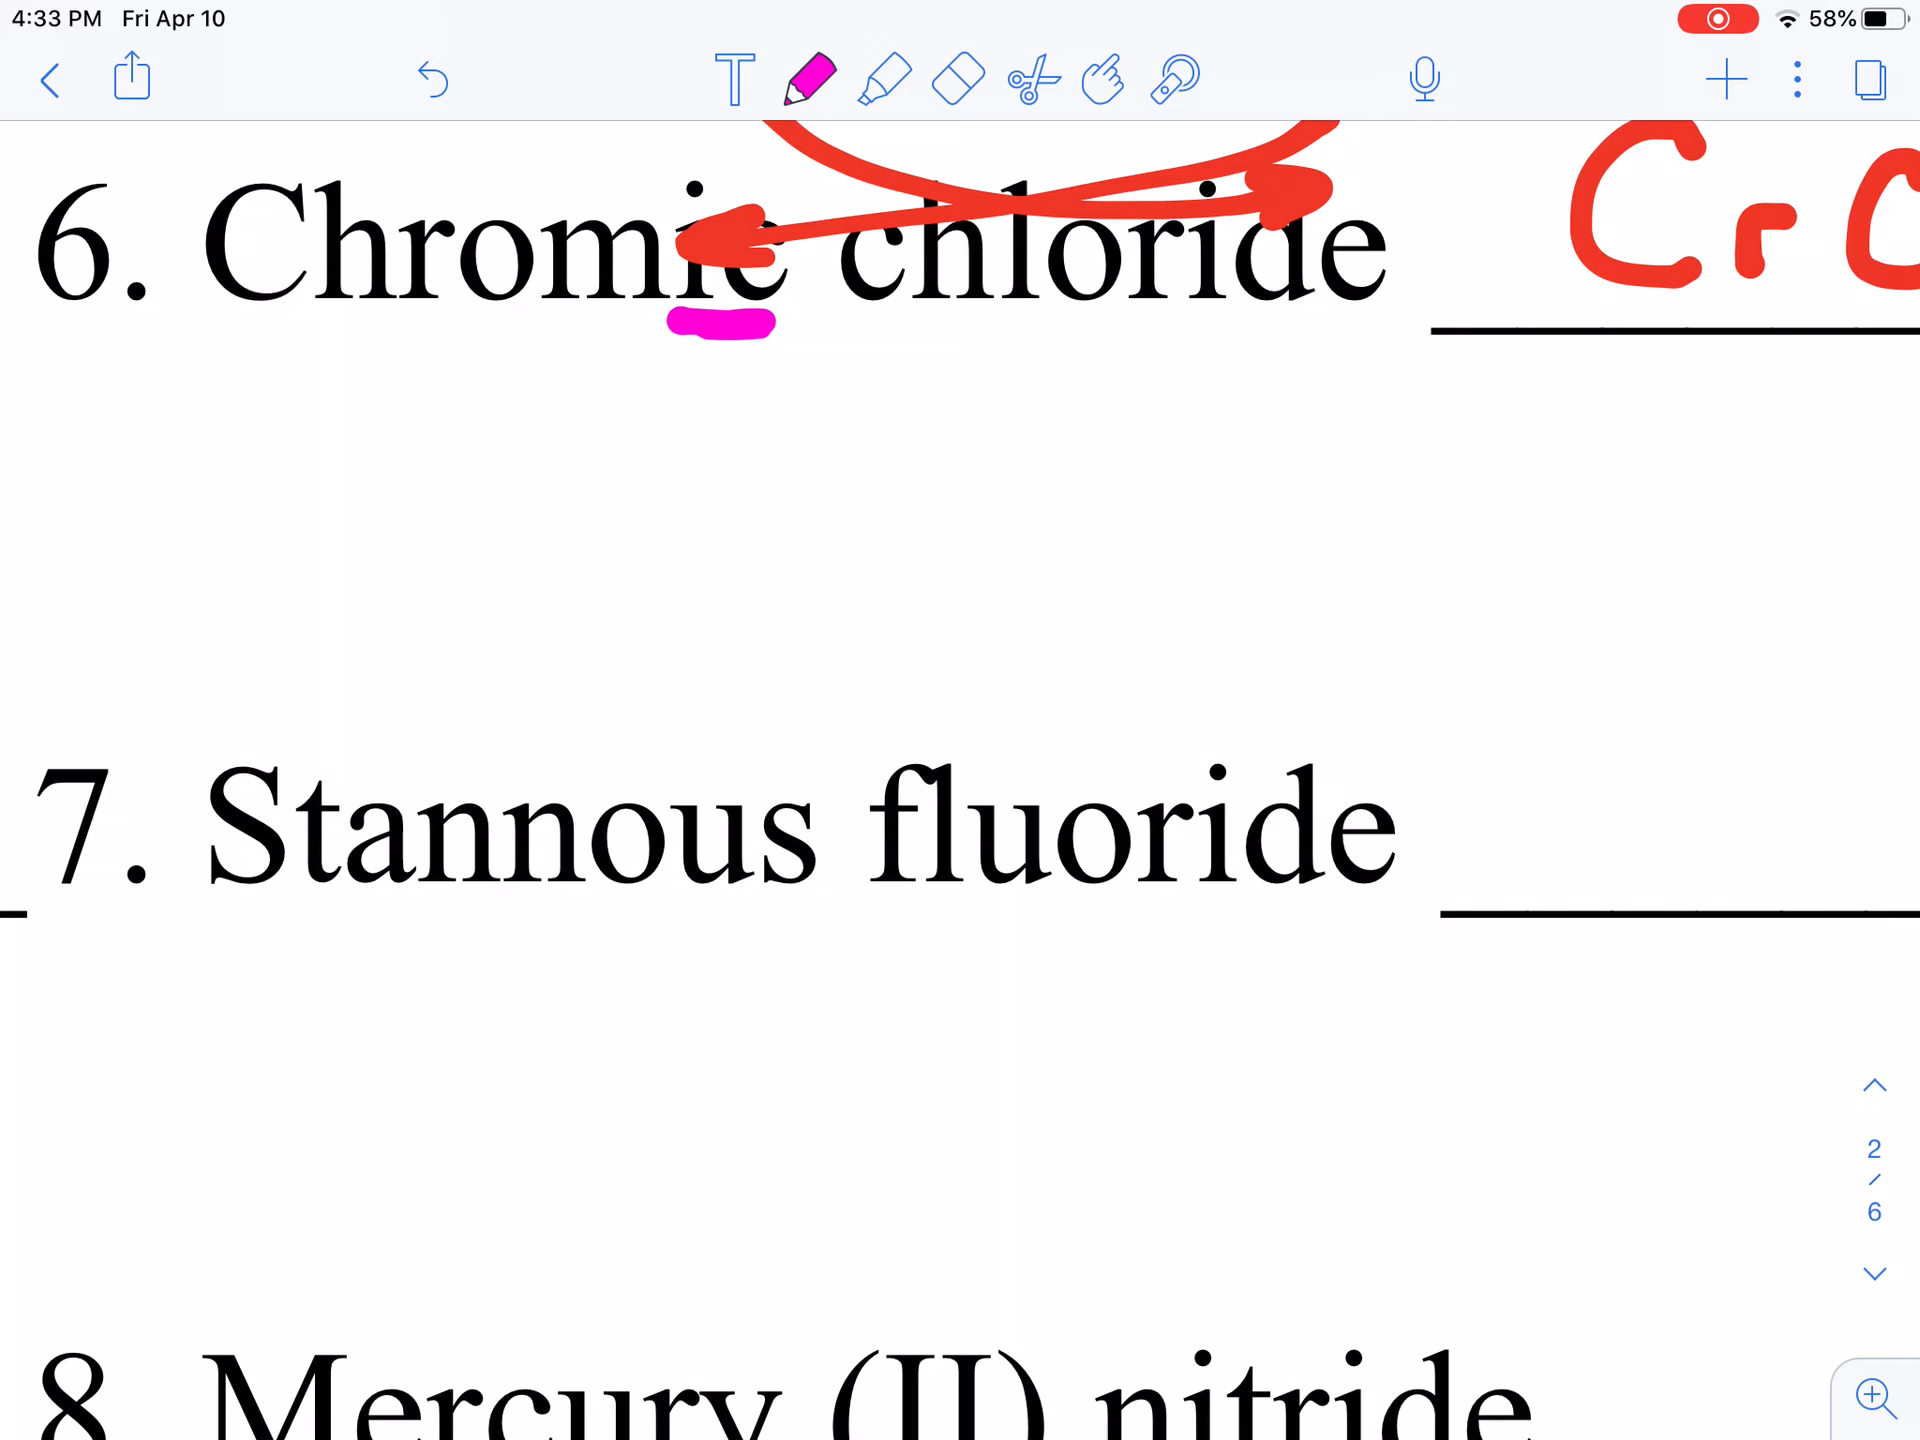 4:33 PM Fri Apr 10 58%
6. Chromic chloride Cr C
7. Stannous fluoride
8. Mercury (II) nitride
2
/
6